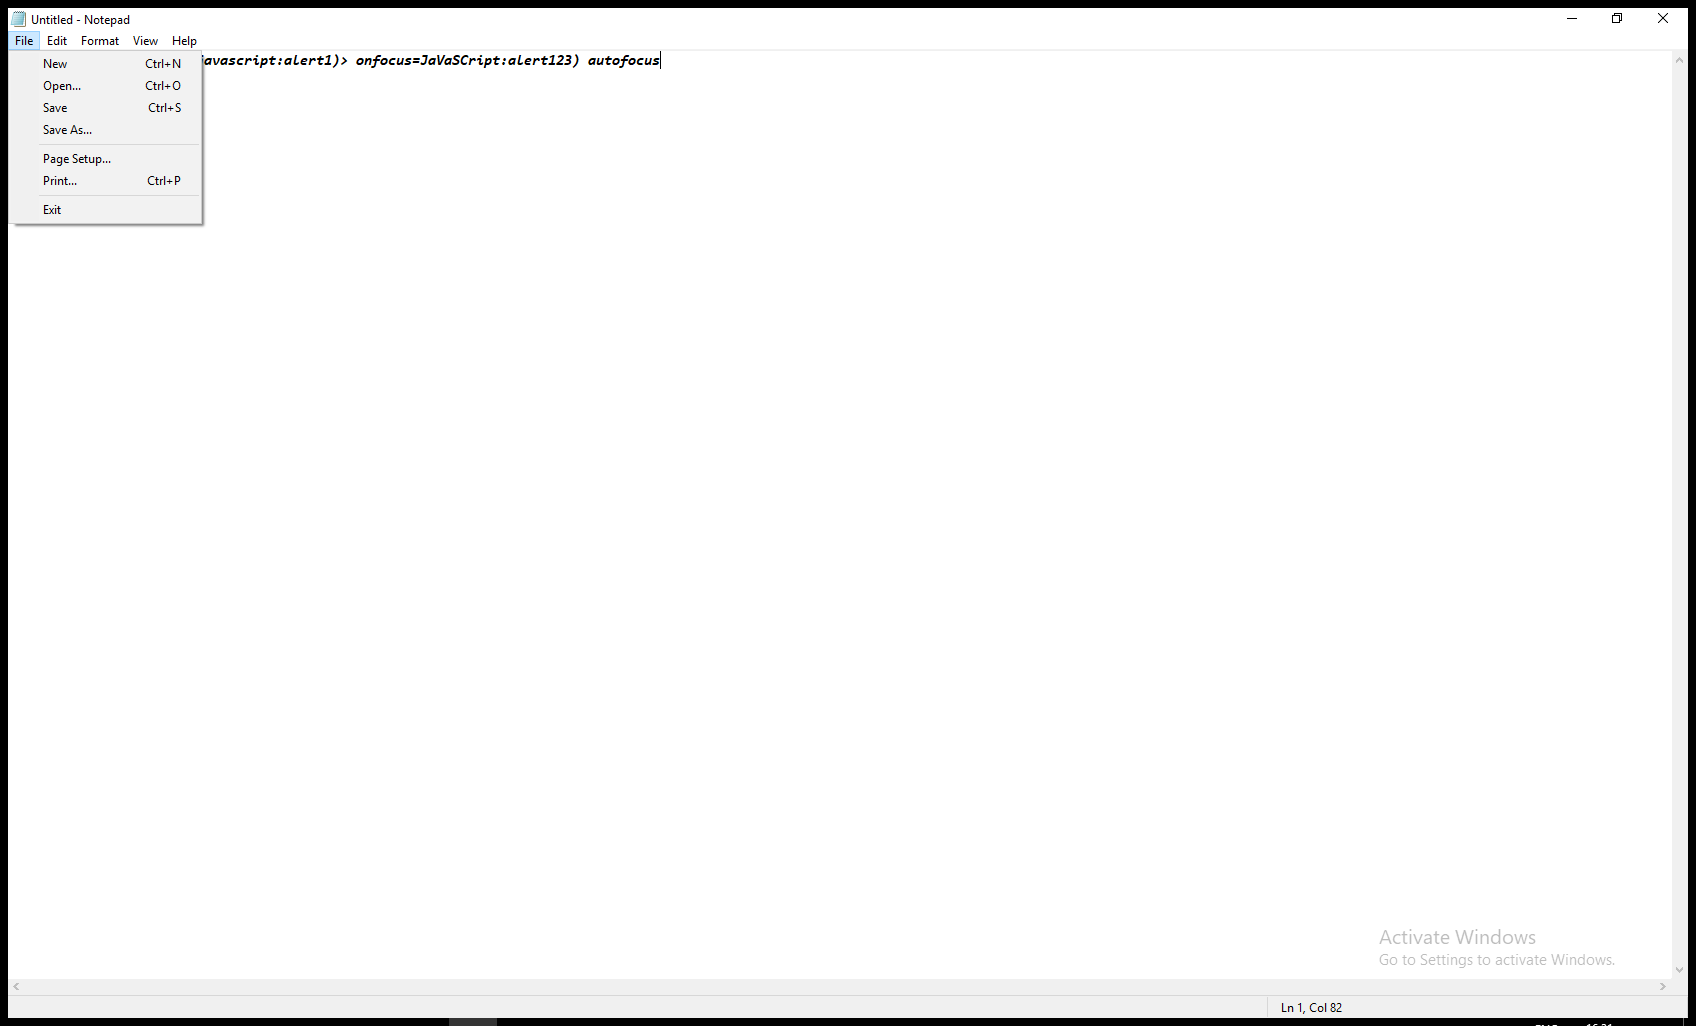 Untitled - Notepad
File Edit Format View Help
javascript:alert1)> onfocus=JaVaSCript:alert123) autofocus
New Ctrl+N
Open... Ctrl+O
Save Ctrl+S
Save As...
Page Setup...
Print... Ctrl+P
Exit
Activate Windows
Go to Settings to activate Windows.
Ln 1, Col 82